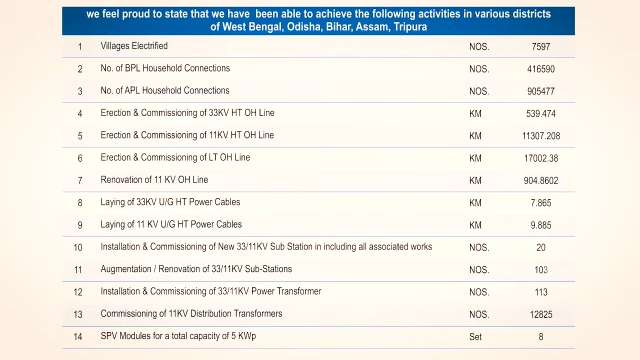 we feel proud to state that we have been able to achieve the following activities in various districts
of West Bengal, Odisha, Bihar, Assam, Tripura
1 Villages Electrified NOS. 7597
2 No. of BPL Household Connections NOS. 416590
3 No. of APL Household Connections NOS. 905477
4 Erection & Commissioning of 33KV HT OH Line KM 539.474
5 Erection & Commissioning of 11KV HT OH Line KM 11307.208
6 Erection & Commissioning of LT OH Line KM 17002.38
7 Renovation of 11 KV OH Line KM 904.8602
8 Laying of 33KV U/G HT Power Cables KM 7.865
9 Laying of 11 KV U/G HT Power Cables KM 9.885
10 Installation & Commissioning of New 33/11KV Sub Station in including all associated works NOS. 20
11 Augmentation / Renovation of 33/11KV Sub-Stations NOS. 103
12 Installation & Commissioning of 33/11KV Power Transformer NOS. 113
13 Commissioning of 11KV Distribution Transformers NOS. 12825
14 SPV Modules for a total capacity of 5 KWp Set 8